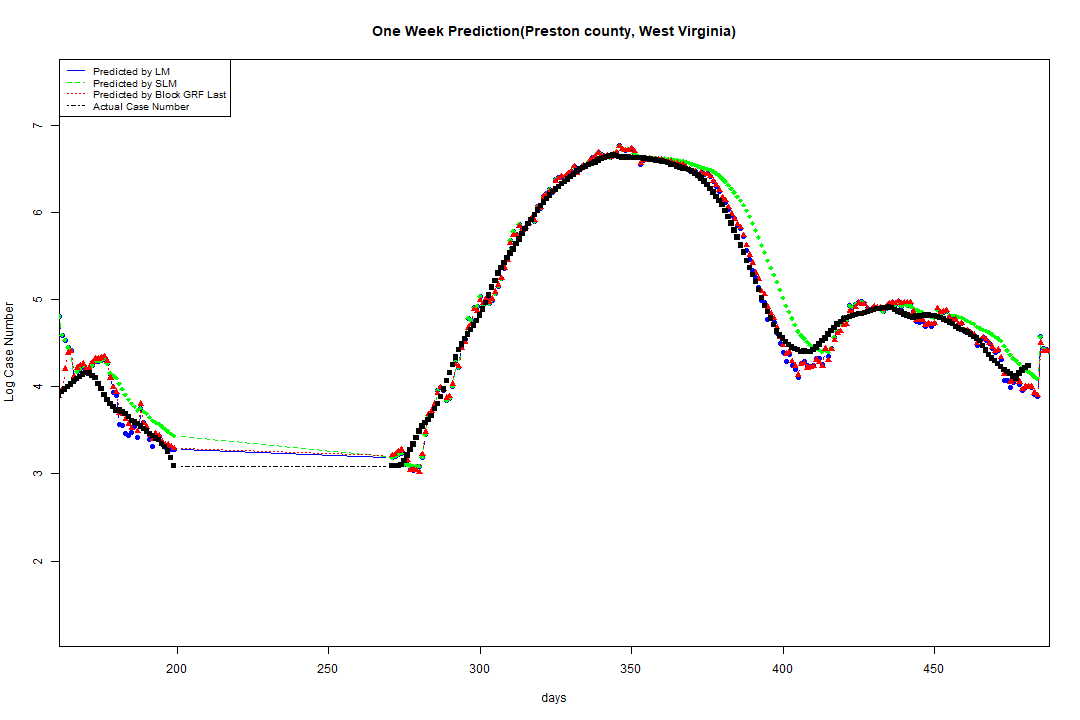 One Week Prediction(Preston county, West Virginia)
Predicted by LM
Predicted by SLM
Predicted by Block GRF Last
Actual Case Number
Log Case Number
7
6
5
4
3
2
200 250 300 350 400 450
days